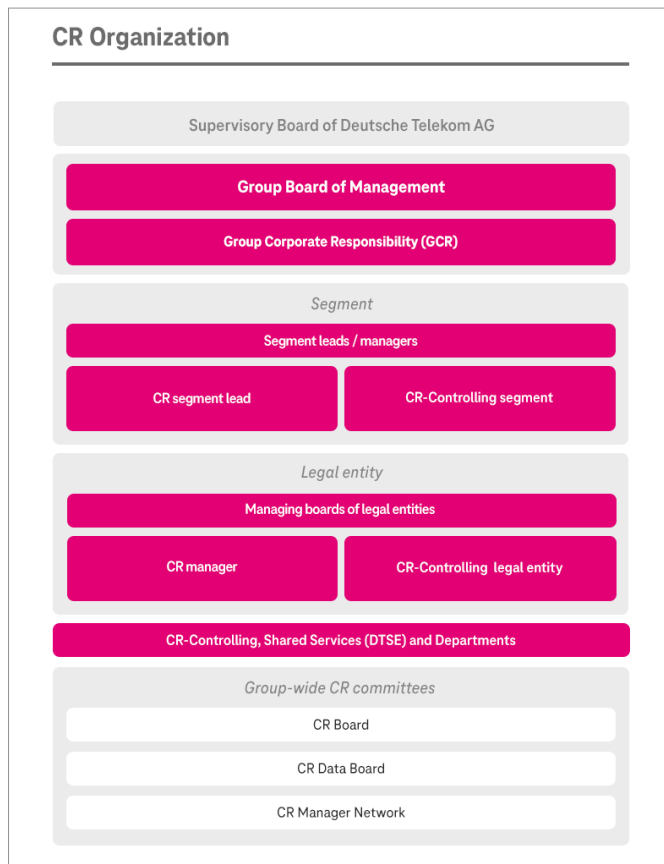 CR Organization
Supervisory Board of Deutsche Telekom AG
Group Board of Management
Group Corporate Responsibility (GCR)
Segment
Segment leads / managers
CR segment lead
CR-Controlling segment
Legal entity
Managing boards of legal entities
CR manager
CR-Controlling legal entity
CR-Controlling, Shared Services (DTSE) and Departments
Group-wide CR committees
CR Board
CR Data Board
CR Manager Network